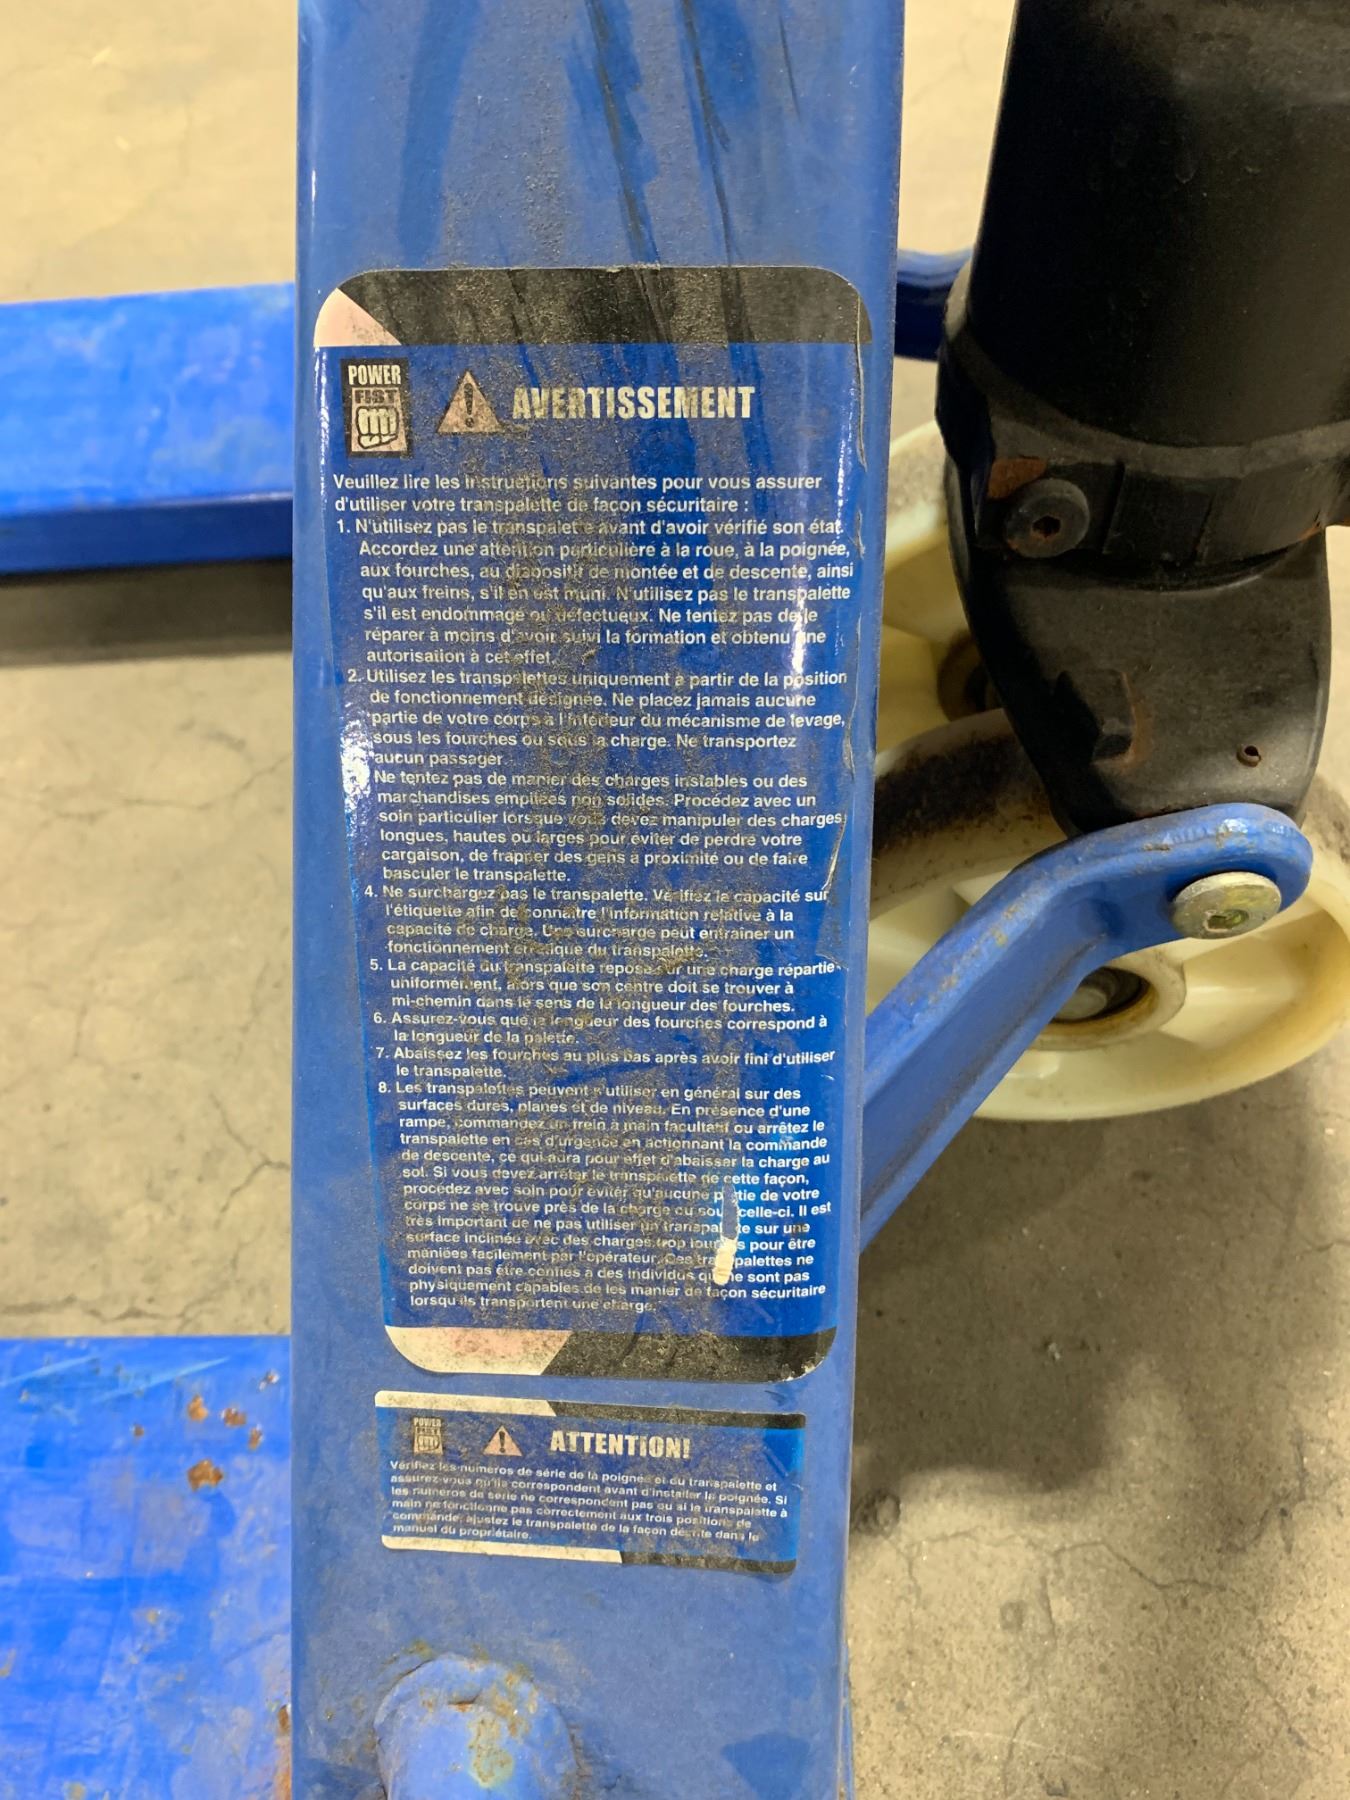 POWER
FIST
AVERTISSEMENT
Veuillez lire les instructions suivantes pour vous assurer
d'utiliser votre transpalette de façon sécuritaire :
1. N'utilisez pas le transpalette avant d'avoir vérifié son état.
Accordez une attention particulière à la roue, à la poignée,
aux fourches, au dispositif de montée et de descente, ainsi
qu'aux freins, s'il en est muni. N'utilisez pas le transpalette
s'il est endommagé ou défectueux. Ne tentez pas de le
réparer à moins d'avoir suivi la formation et obtenu une
autorisation à cet effet.
2. Utilisez les transpalettes uniquement à partir de la position
de fonctionnement désignée. Ne placez jamais aucune
partie de votre corps à l'intérieur du mécanisme de levage,
sous les fourches ou sous la charge. Ne transportez
aucun passager.
Ne tentez pas de manier des charges instables ou des
marchandises empilées non solides. Procédez avec un
soin particulier lorsque vous devez manipuler des charges
longues, hautes ou larges pour éviter de perdre votre
cargaison, de frapper des gens à proximité ou de faire
basculer le transpalette.
4. Ne surchargez pas le transpalette. Vérifiez la capacité sur
l'étiquette afin de connaître l'information relative à la
capacité de charge. Une surcharge peut entraîner un
fonctionnement erratique du transpalette.
5. La capacité du transpalette repose sur une charge répartie
uniformément, alors que son centre doit se trouver à
mi-chemin dans le sens de la longueur des fourches.
6. Assurez-vous que la longueur des fourches correspond à
la longueur de la palette.
7. Abaissez les fourches au plus bas après avoir fini d'utiliser
le transpalette.
8. Les transpalettes peuvent s'utiliser en général sur des
surfaces dures, planes et de niveau. En présence d'une
rampe, commandez un frein à main facultatif ou arrêtez le
transpalette en cas d'urgence en actionnant la commande
de descente, ce qui aura pour effet d'abaisser la charge au
sol. Si vous devez arrêter le transpalette de cette façon,
procédez avec soin pour éviter qu'aucune partie de votre
corps ne se trouve près de la charge ou sous celle-ci. Il est
très important de ne pas utiliser un transpalette sur une
surface inclinée avec des charges trop lourdes pour être
maniées facilement par l'opérateur. Ces transpalettes ne
doivent pas être confiés à des individus qui ne sont pas
physiquement capables de les manier de façon sécuritaire
lorsqu'ils transportent une charge.
POWER
FIST
ATTENTION!
Vérifiez les numéros de série de la poignée et du transpalette et
assurez-vous qu'ils correspondent avant d'installer la poignée. Si
les numéros de série ne correspondent pas ou si le transpalette à
main ne fonctionne pas correctement aux trois positions de
commande, ajustez le transpalette de la façon décrite dans le
manuel du propriétaire.